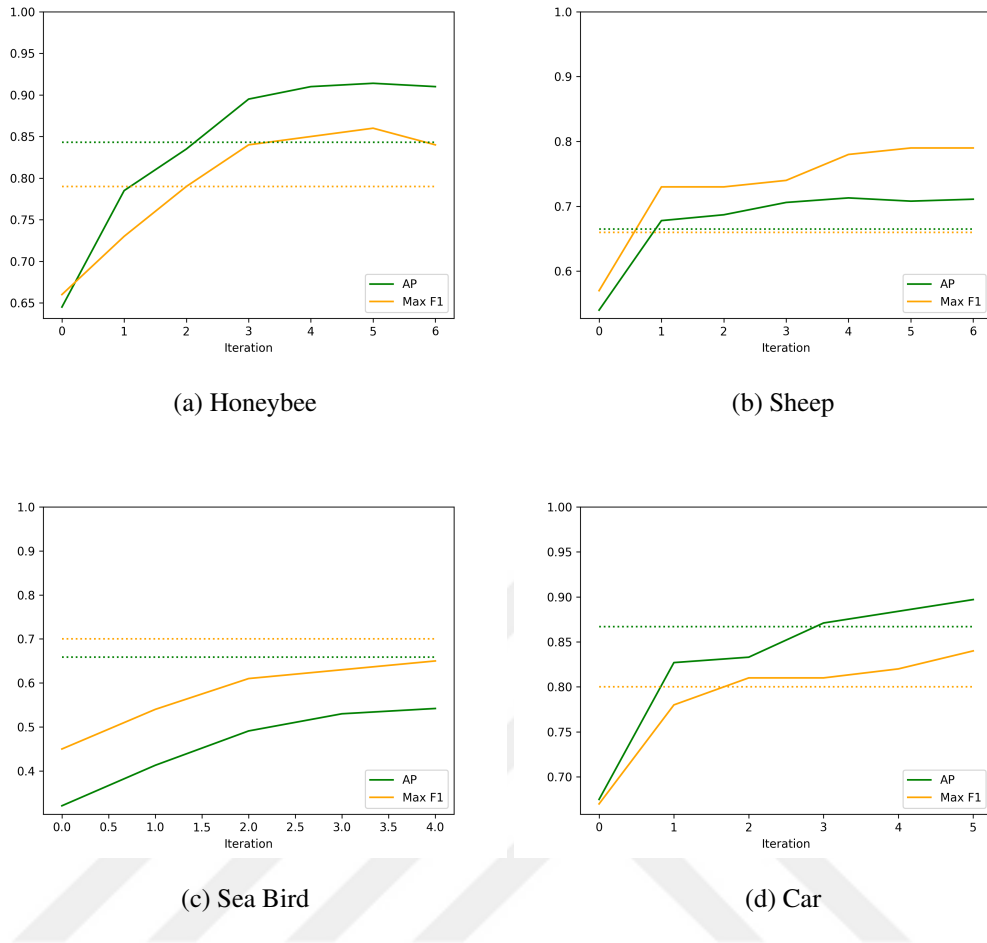 1.00
0.95
0.90
0.85
0.80
0.75
0.70
0.65
0 1 2 3 4 5 6
Iteration
AP
Max F1
(a) Honeybee
1.0
0.9
0.8
0.7
0.6
0 1 2 3 4 5 6
Iteration
AP
Max F1
(b) Sheep
1.0
0.9
0.8
0.7
0.6
0.5
0.4
0.0 0.5 1.0 1.5 2.0 2.5 3.0 3.5 4.0
Iteration
AP
Max F1
(c) Sea Bird
1.00
0.95
0.90
0.85
0.80
0.75
0.70
0 1 2 3 4 5
Iteration
AP
Max F1
(d) Car